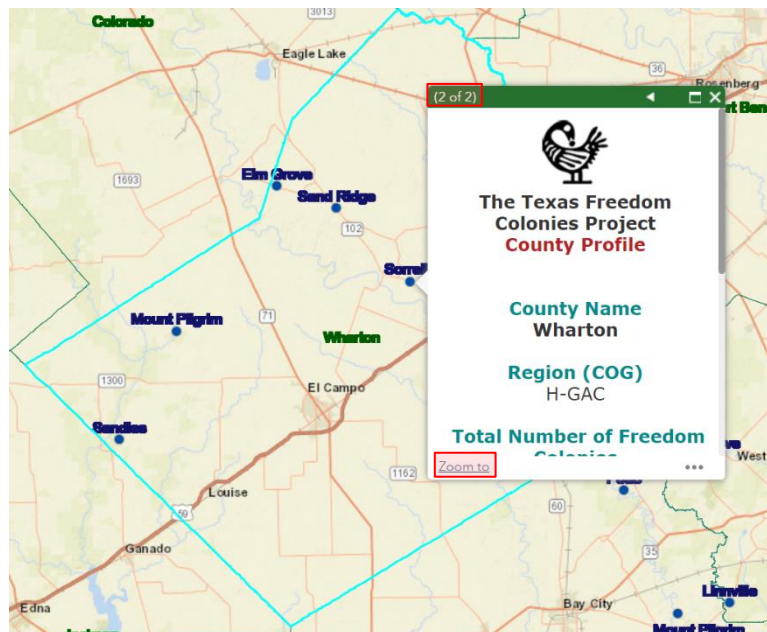 Colorado
3013
Eagle Lake
36
Rosenberg
(2 of 2)
The Texas Freedom
Colonies Project
County Profile
1693
Elm Grove
Sand Ridge
102
County Name
Wharton
Mount Pilgrim
71
Wharton
Region (COG)
H-GAC
1300
El Campo
Total Number of Freedom
Colonies
Sandies
Zoom to
West
1162
Louise
59
60
Ganado
35
Edna
Bay City
Linnville
Mount Pilgrim